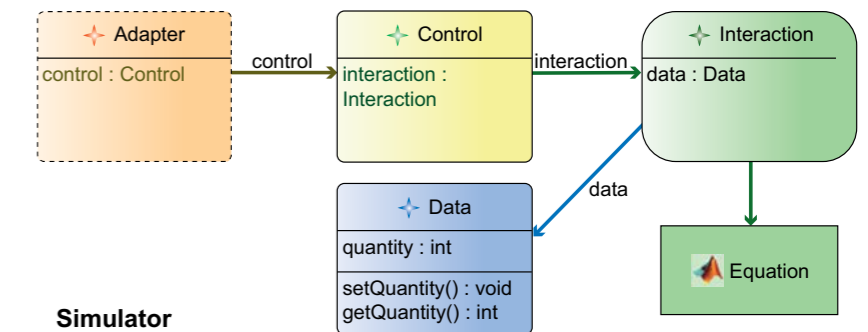 Adapter
control : Control
control
Control
interaction :
Interaction
interaction
Interaction
data : Data
data
Data
quantity : int
setQuantity() : void
getQuantity() : int
Equation
Simulator